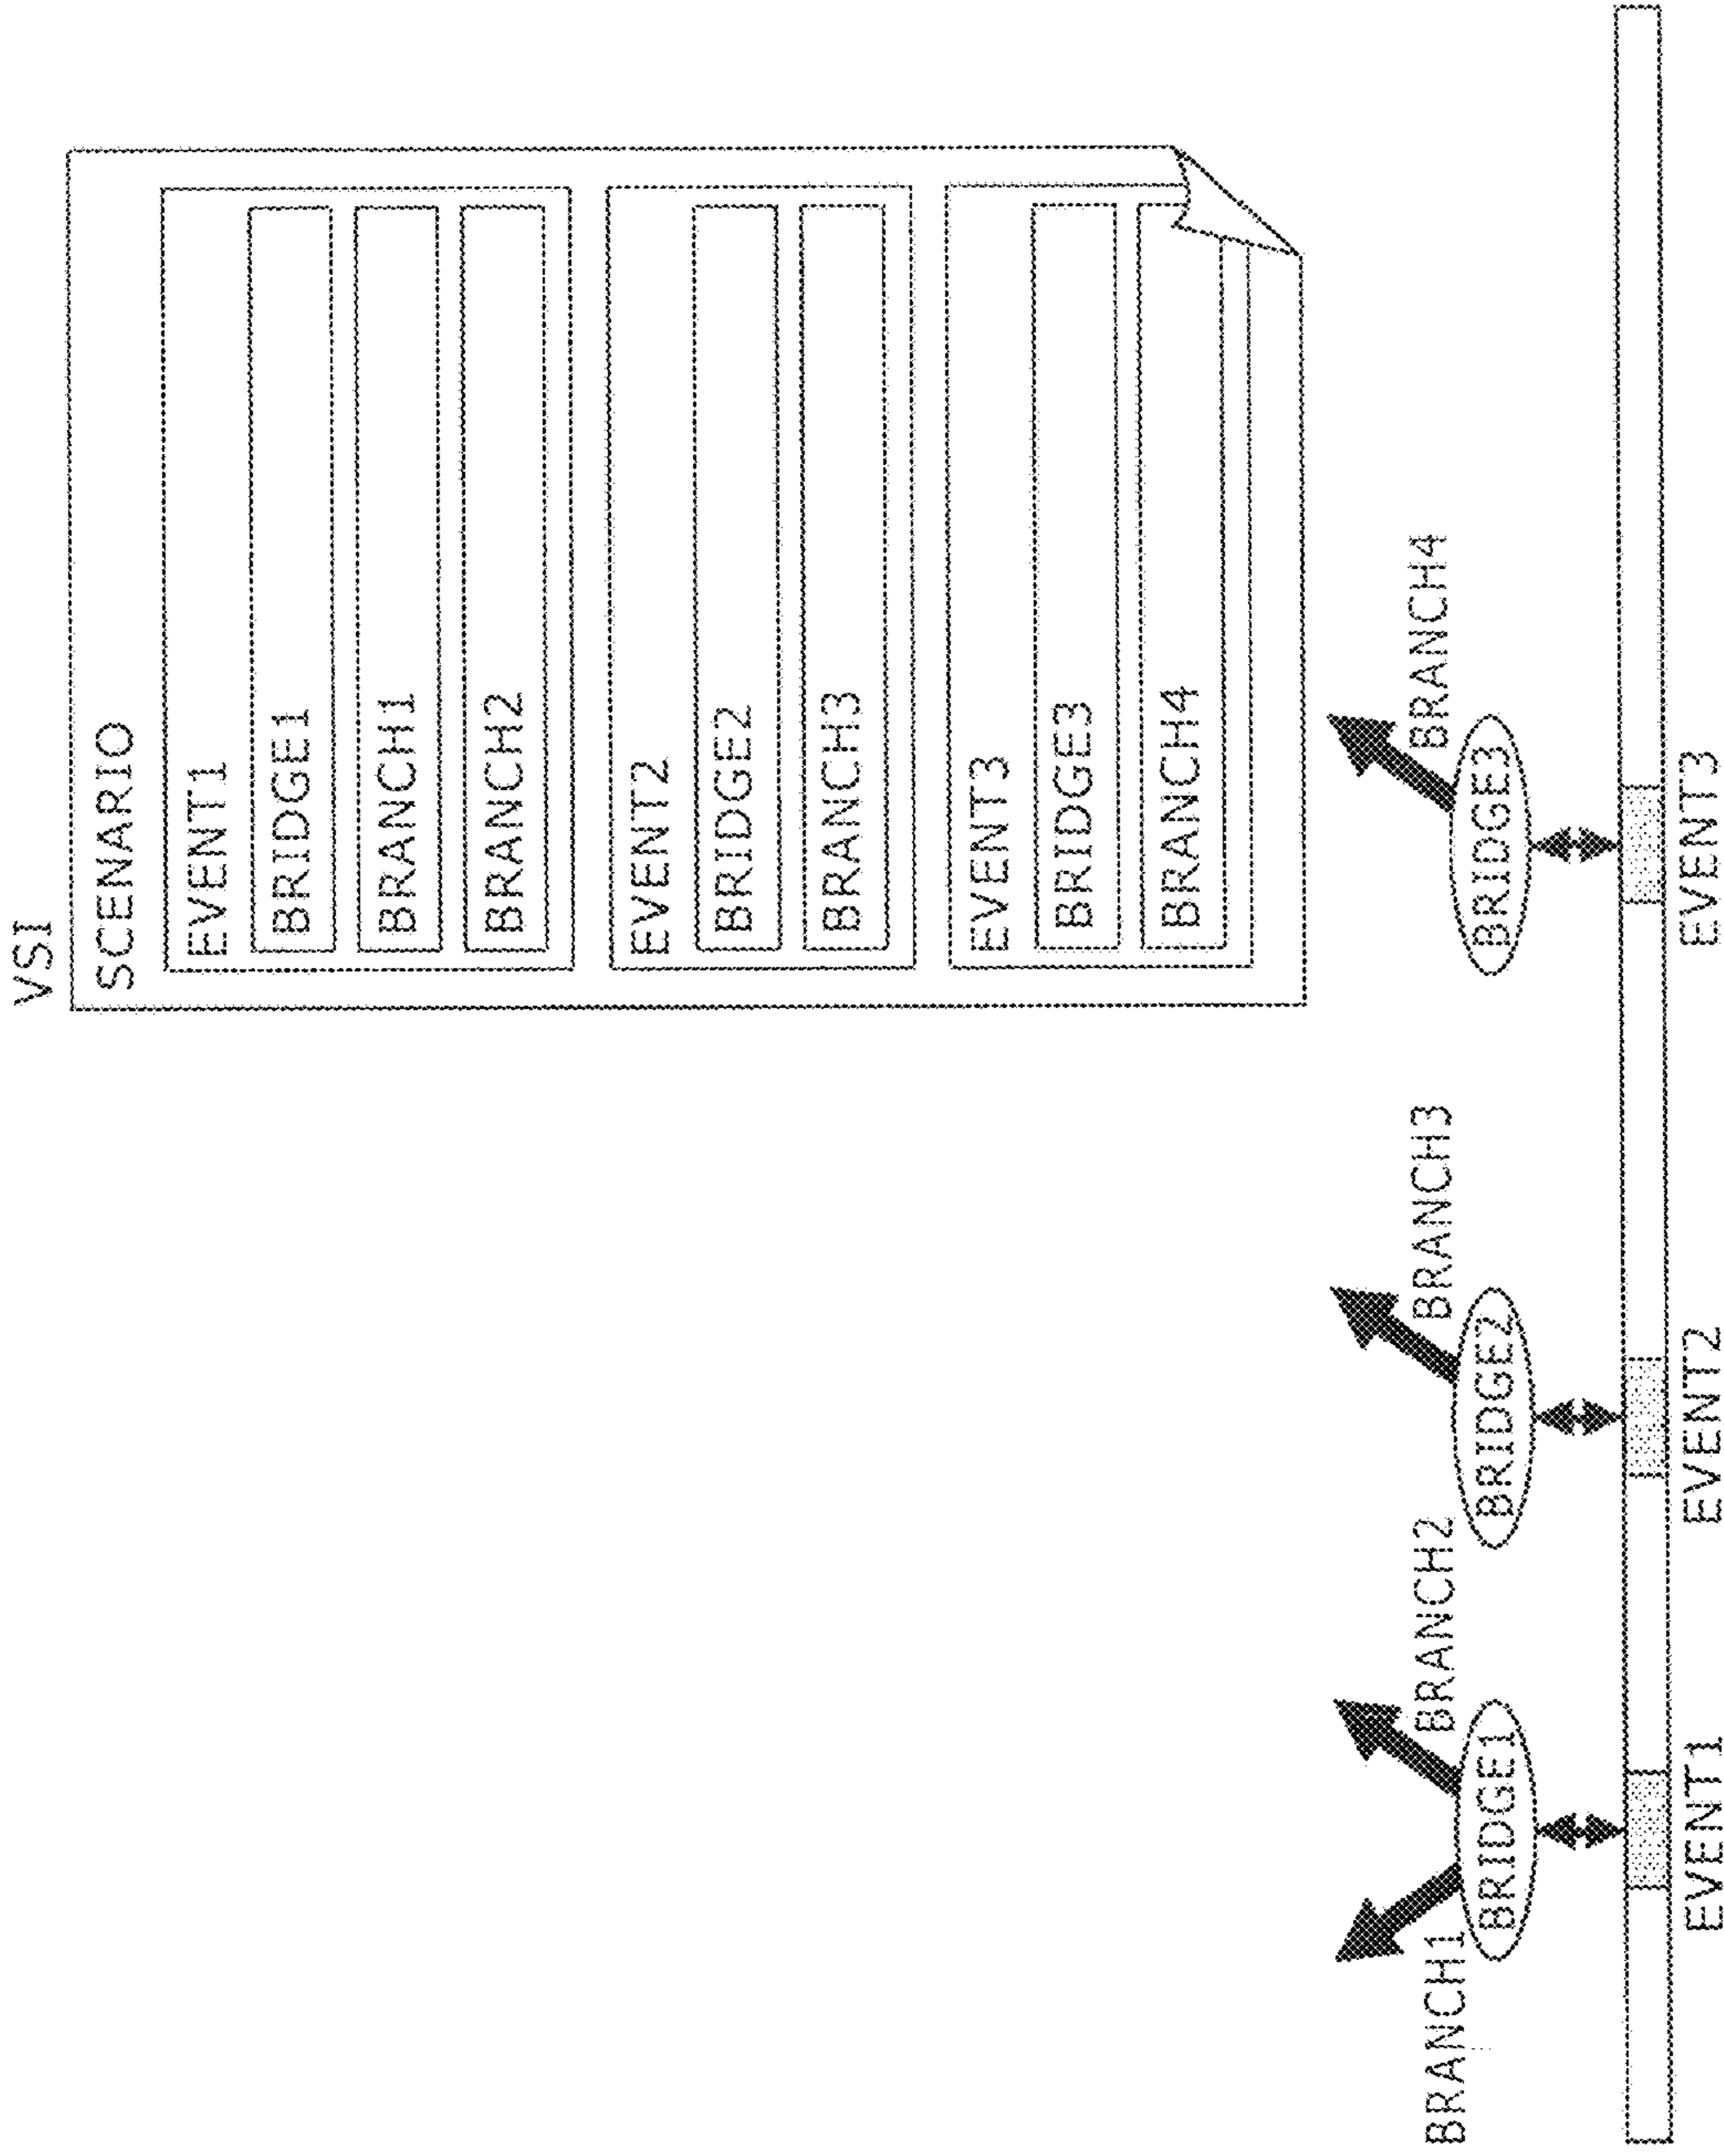 VSI
SCENARIO
EVENT1
BRIDGE1
BRANCH1
BRANCH2
EVENT2
BRIDGE2
BRANCH3
EVENT3
BRIDGE3
BRANCH4
BRANCH1
BRANCH2
BRANCH3
BRANCH4
BRIDGE1
BRIDGE2
BRIDGE3
EVENT1
EVENT2
EVENT3